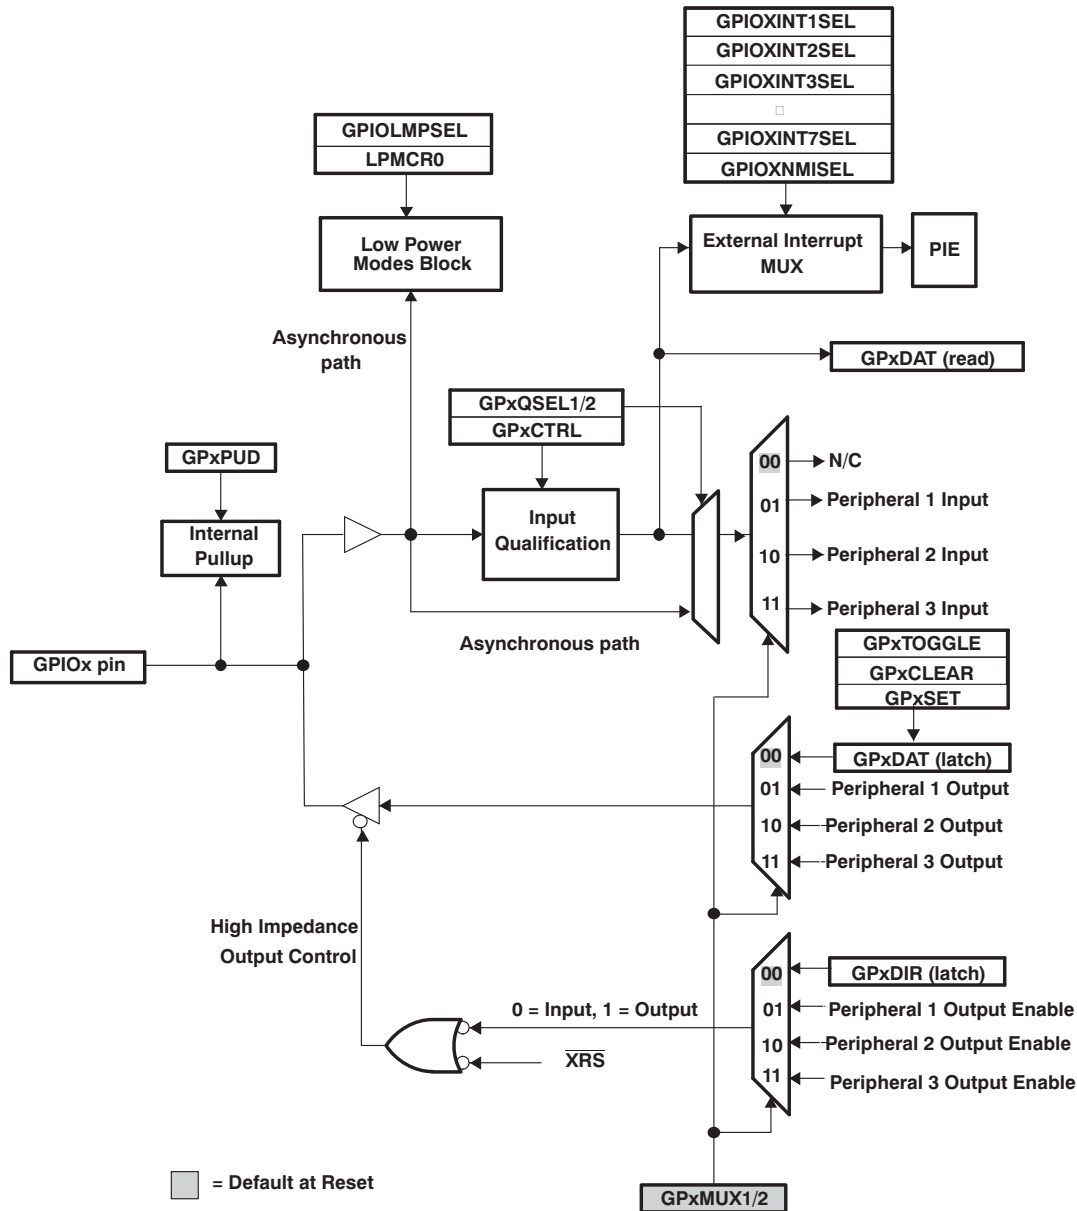 GPIOXINT1SEL
GPIOXINT2SEL
GPIOXINT3SEL
GPIOXINT7SEL
GPIOXNMISEL
GPIOLMPSEL
LPMCR0
Low Power
Modes Block
External Interrupt
MUX
PIE
Asynchronous
path
GPxDAT (read)
GPxQSEL1/2
GPxCTRL
GPxPUD
Internal
Pullup
Input
Qualification
00
N/C
01
Peripheral 1 Input
10
Peripheral 2 Input
11
Peripheral 3 Input
Asynchronous path
GPIOx pin
GPxTOGGLE
GPxCLEAR
GPxSET
00
GPxDAT (latch)
01
Peripheral 1 Output
10
Peripheral 2 Output
11
Peripheral 3 Output
High Impedance
Output Control
00
GPxDIR (latch)
0 = Input, 1 = Output
01
Peripheral 1 Output Enable
10
Peripheral 2 Output Enable
XRS
11
Peripheral 3 Output Enable
= Default at Reset
GPxMUX1/2